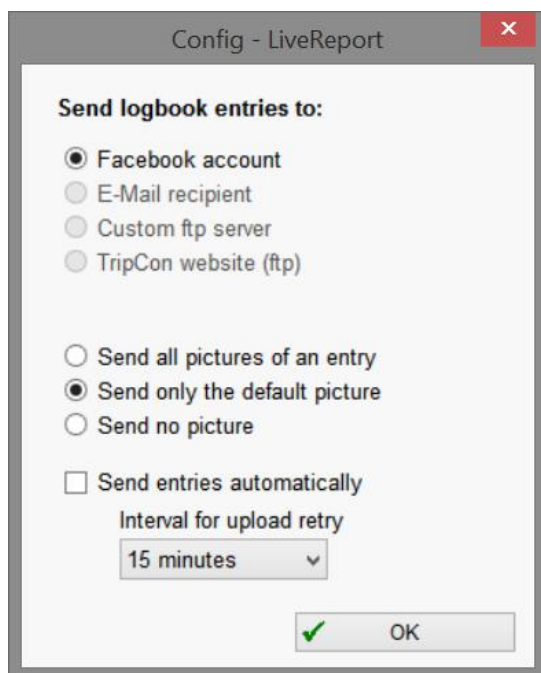 Config - LiveReport
Send logbook entries to:
Facebook account
E-Mail recipient
Custom ftp server
TripCon website (ftp)
Send all pictures of an entry
Send only the default picture
Send no picture
Send entries automatically
Interval for upload retry
15 minutes
OK